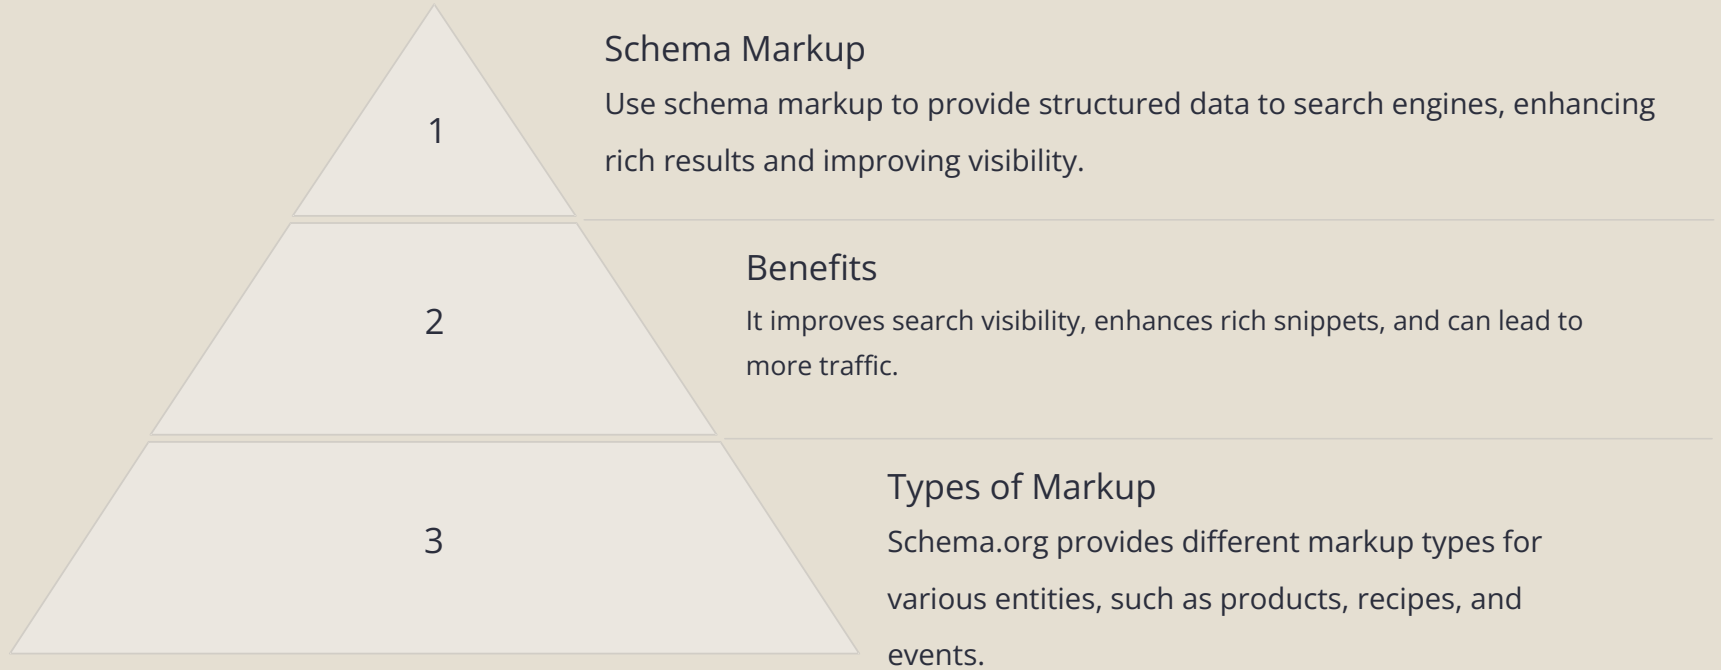 1
Schema Markup
Use schema markup to provide structured data to search engines, enhancing
rich results and improving visibility.
2
Benefits
It improves search visibility, enhances rich snippets, and can lead to
more traffic.
3
Types of Markup
Schema.org provides different markup types for
various entities, such as products, recipes, and
events.